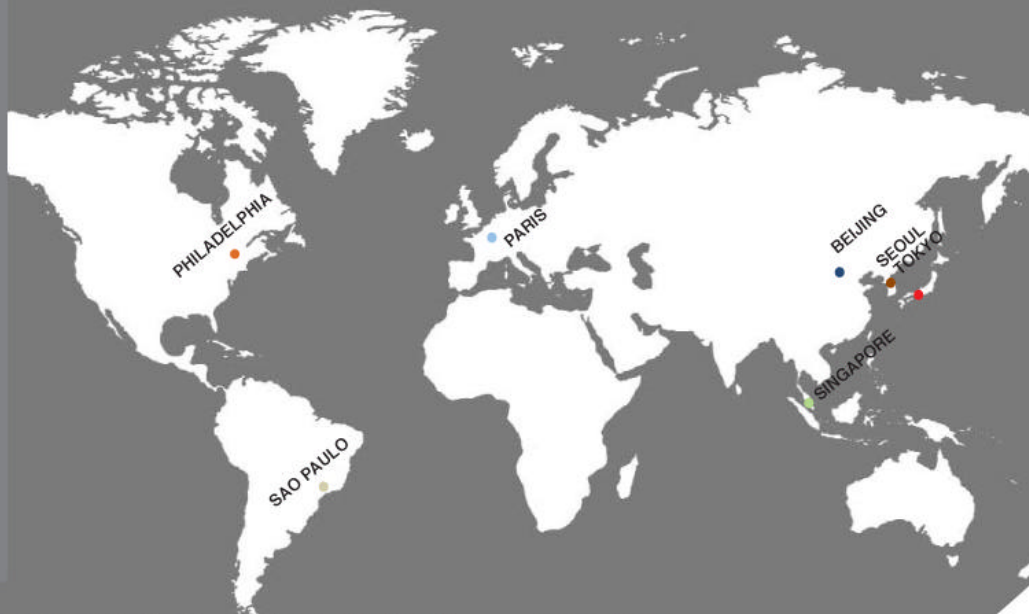 PHILADELPHIA
PARIS
BEIJING
SEOUL
TOKYO
SINGAPORE
SAO PAULO